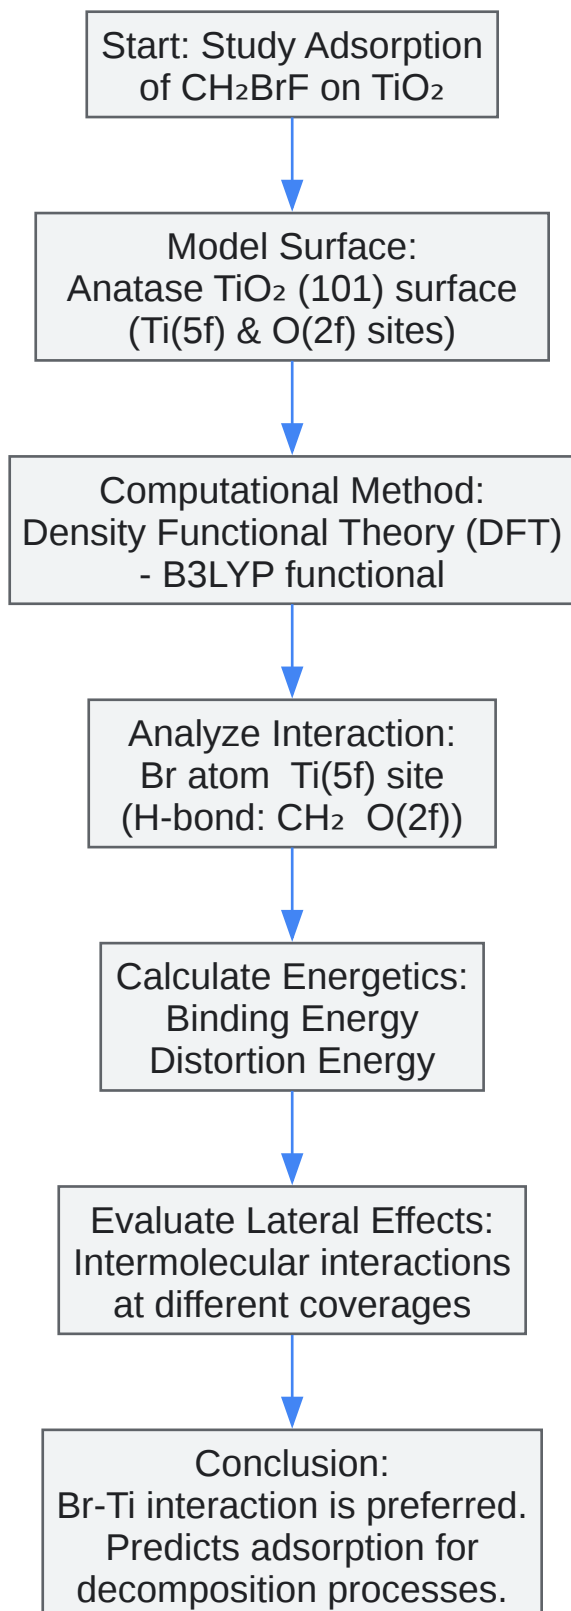 Start: Study Adsorption
of CH₂BrF on TiO₂
Model Surface:
Anatase TiO₂ (101) surface
(Ti(5f) & O(2f) sites)
Computational Method:
Density Functional Theory (DFT)
- B3LYP functional
Analyze Interaction:
Br atom  Ti(5f) site
(H-bond: CH₂  O(2f))
Calculate Energetics:
Binding Energy
Distortion Energy
Evaluate Lateral Effects:
Intermolecular interactions
at different coverages
Conclusion:
Br-Ti interaction is preferred.
Predicts adsorption for
decomposition processes.